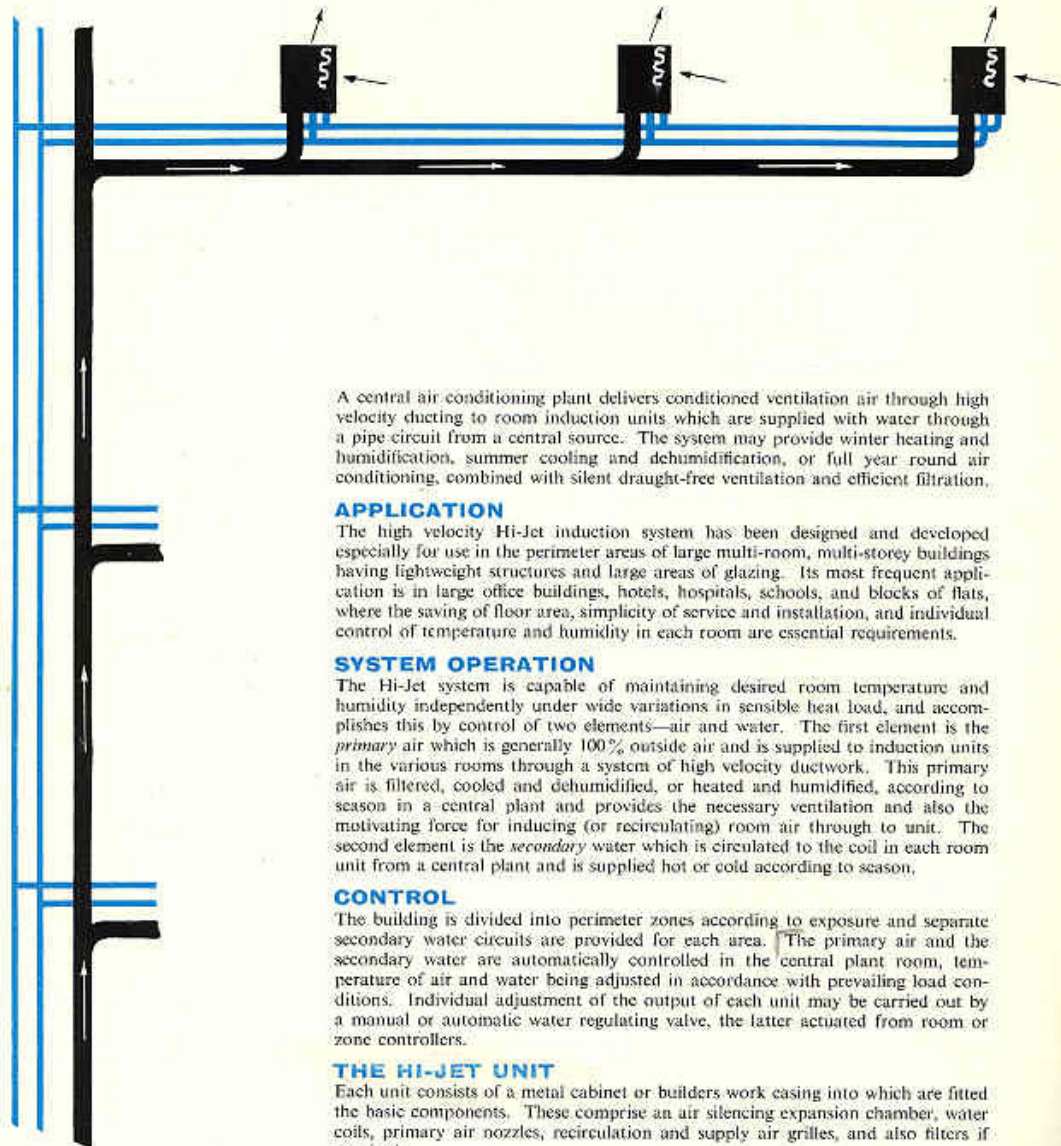 A central air conditioning plant delivers conditioned ventilation air through high
velocity ducting to room induction units which are supplied with water through
a pipe circuit from a central source. The system may provide winter heating and
humidification, summer cooling and dehumidification, or full year round air
conditioning, combined with silent draught-free ventilation and efficient filtration.
APPLICATION
The high velocity Hi-Jet induction system has been designed and developed
especially for use in the perimeter areas of large multi-room, multi-storey buildings
having lightweight structures and large areas of glazing. Its most frequent appli-
cation is in large office buildings, hotels, hospitals, schools, and blocks of flats,
where the saving of floor area, simplicity of service and installation, and individual
control of temperature and humidity in each room are essential requirements.
SYSTEM OPERATION
The Hi-Jet system is capable of maintaining desired room temperature and
humidity independently under wide variations in sensible heat load, and accom-
plishes this by control of two elements—air and water. The first element is the
primary air which is generally 100% outside air and is supplied to induction units
in the various rooms through a system of high velocity ductwork. This primary
air is filtered, cooled and dehumidified, or heated and humidified, according to
season in a central plant and provides the necessary ventilation and also the
motivating force for inducing (or recirculating) room air through to unit. The
second element is the secondary water which is circulated to the coil in each room
unit from a central plant and is supplied hot or cold according to season.
CONTROL
The building is divided into perimeter zones according to exposure and separate
secondary water circuits are provided for each area. The primary air and the
secondary water are automatically controlled in the central plant room, tem-
perature of air and water being adjusted in accordance with prevailing load con-
ditions. Individual adjustment of the output of each unit may be carried out by
a manual or automatic water regulating valve, the latter actuated from room or
zone controllers.
THE HI-JET UNIT
Each unit consists of a metal cabinet or builders work casing into which are fitted
the basic components. These comprise an air silencing expansion chamber, water
coils, primary air nozzles, recirculation and supply air grilles, and also filters if